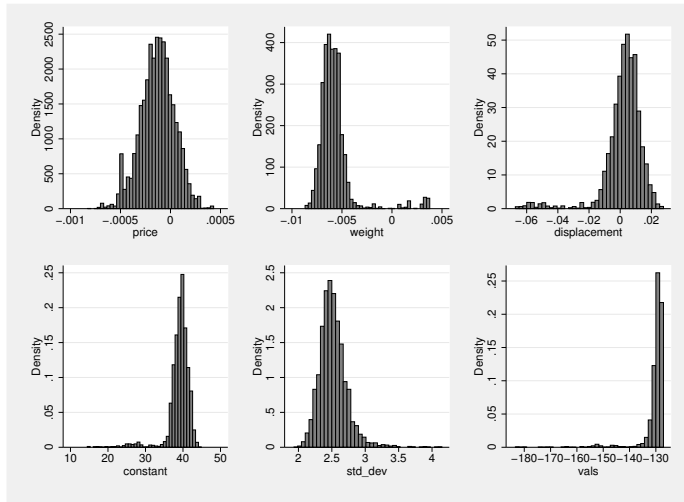 Density
0 500 1000 1500 2000 2500
−.001 −.0005 0 .0005
price
Density
0 100 200 300 400
−.01 −.005 0 .005
weight
Density
0 10 20 30 40 50
−.06 −.04 −.02 0 .02
displacement
Density
0 .05 .1 .15 .2 .25
10 20 30 40 50
constant
Density
0 .5 1 1.5 2 2.5
2 2.5 3 3.5 4
std_dev
Density
0 .05 .1 .15 .2 .25
−180 −170 −160 −150 −140 −130
vals